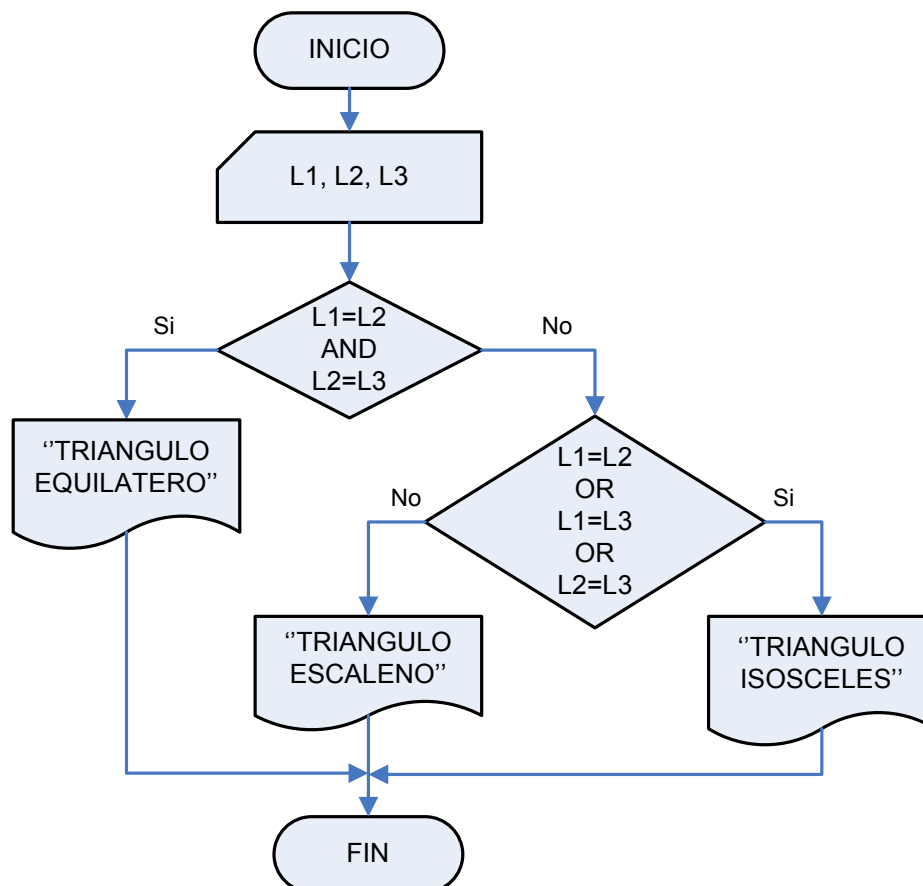 INICIO
L1, L2, L3
L1=L2
AND
L2=L3
Si
No
‘’TRIANGULO
EQUILATERO’’
L1=L2
OR
L1=L3
OR
L2=L3
No
Si
‘’TRIANGULO
ESCALENO’’
‘’TRIANGULO
ISOSCELES’’
FIN